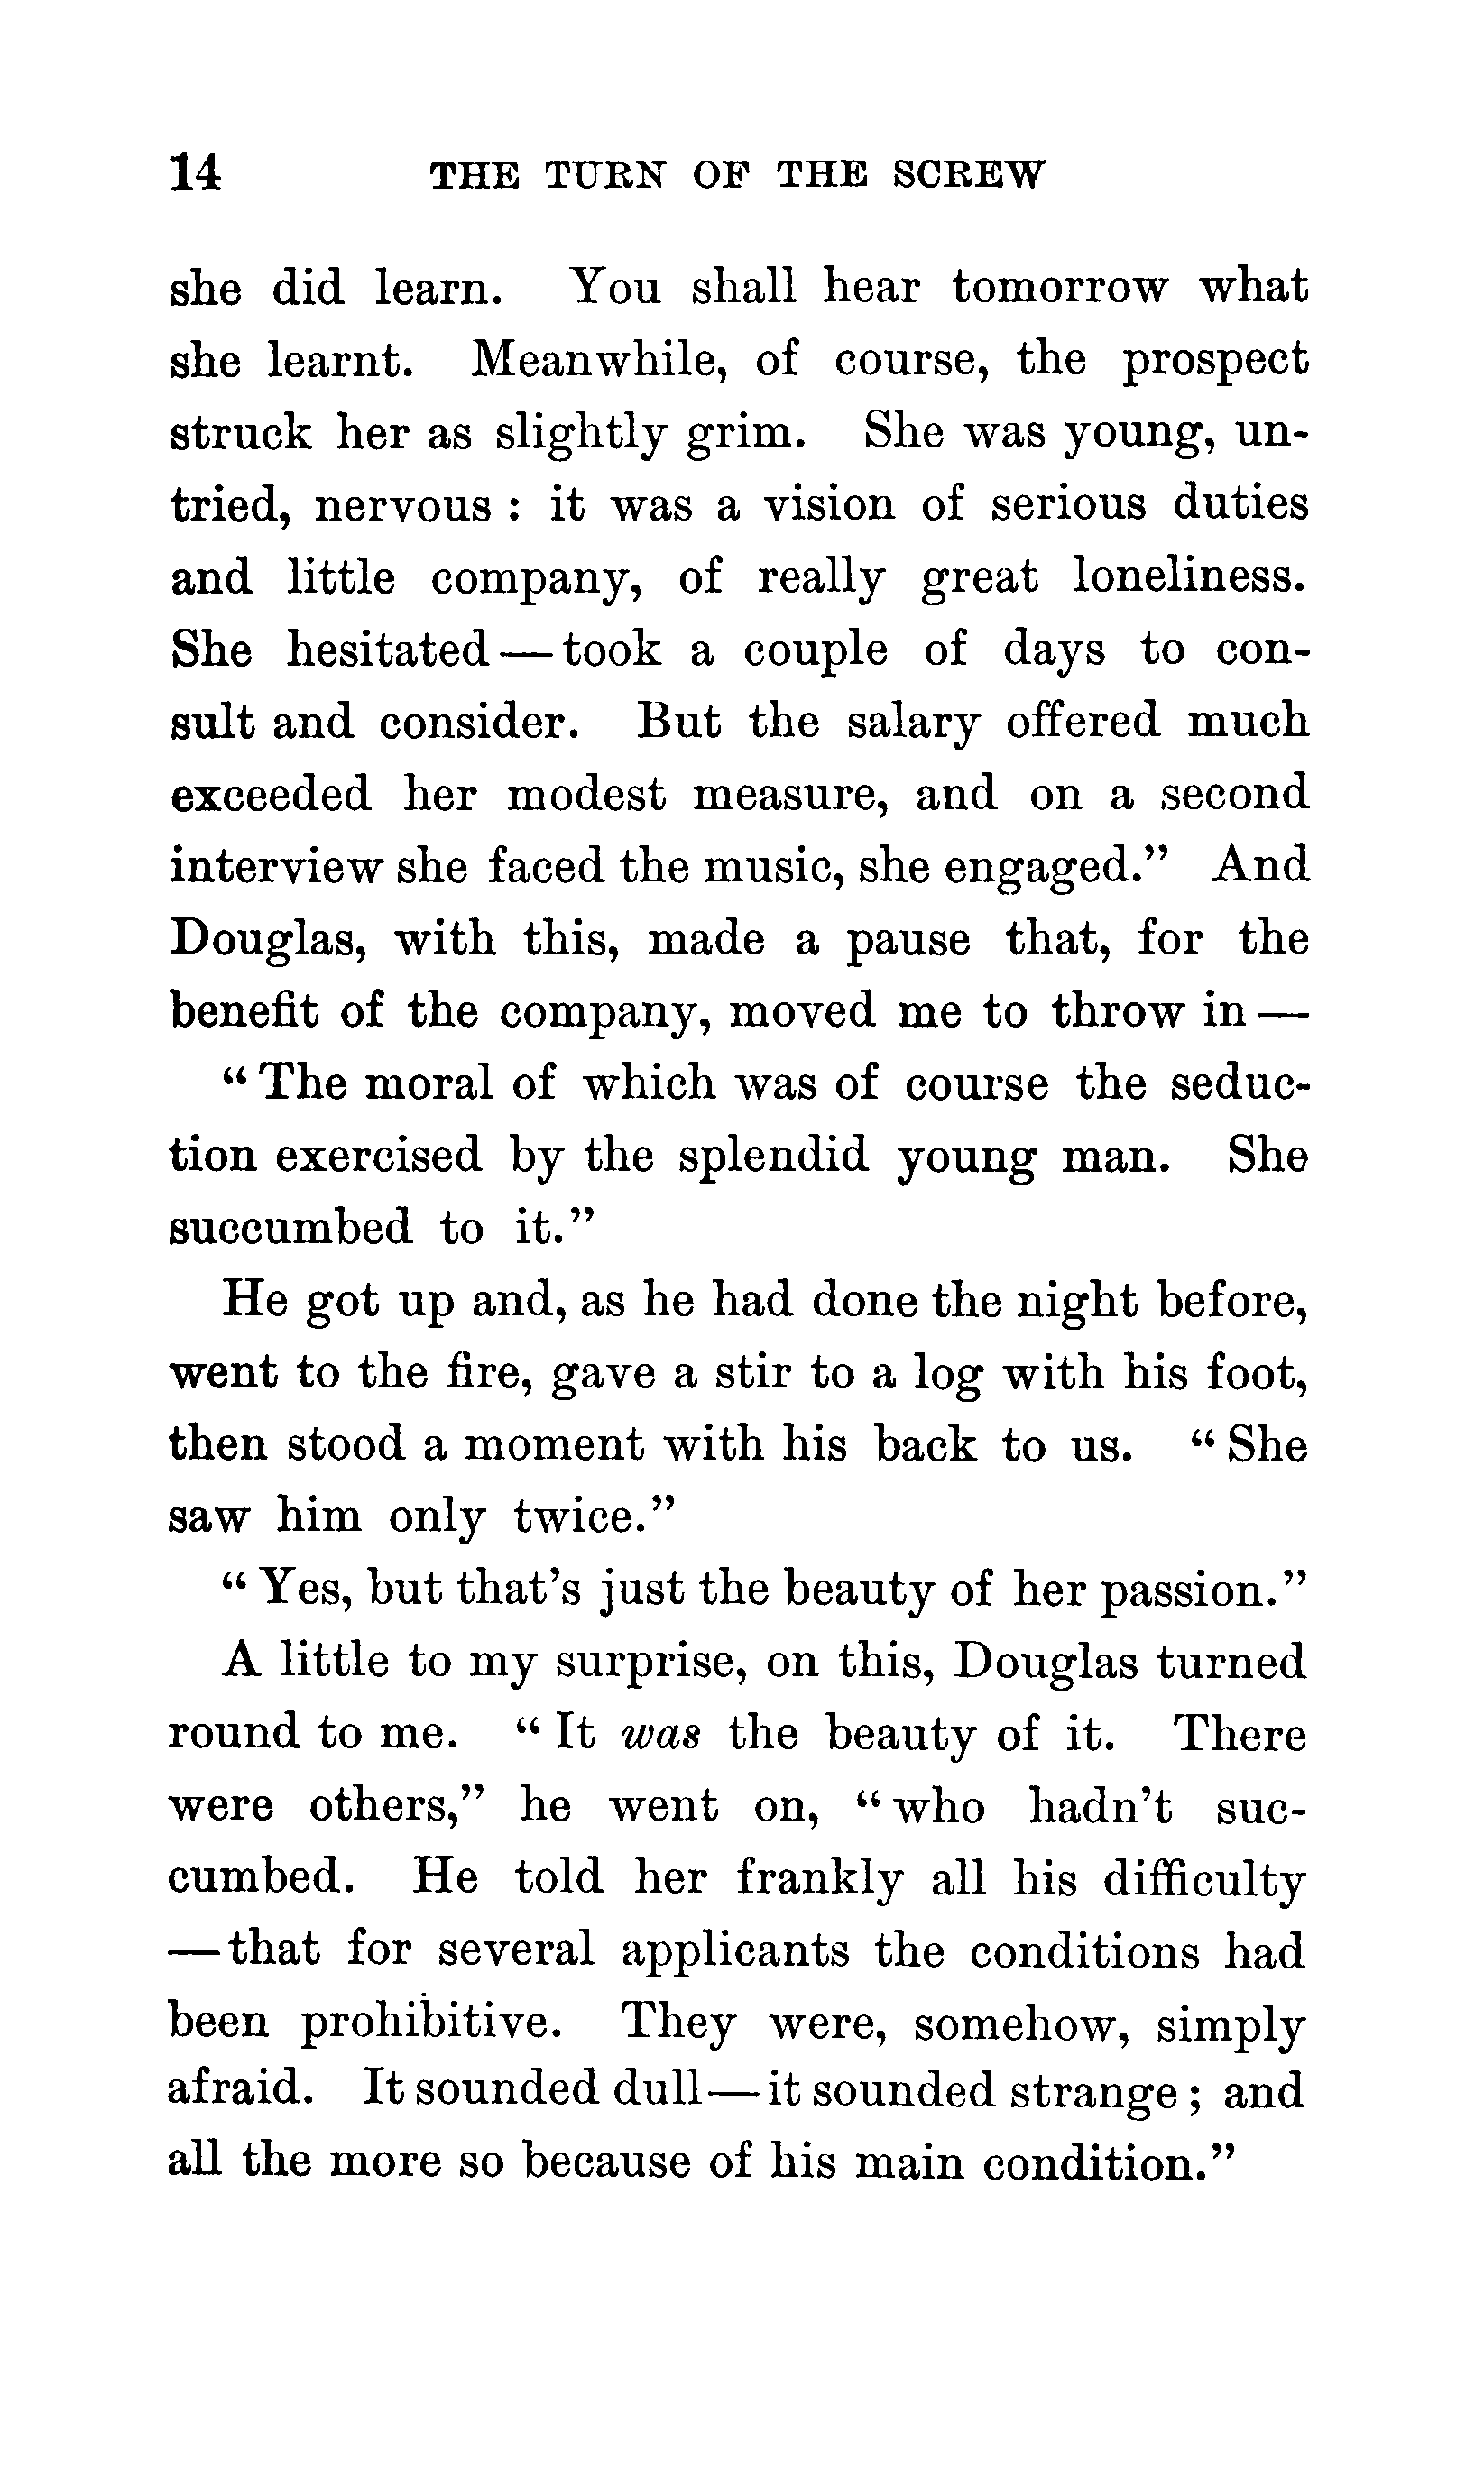 14 THE TURN OF THE SCREW
she did learn. You shall hear tomorrow what
she learnt. Meanwhile, of course, the prospect
struck her as slightly grim. She was young, un-
tried, nervous : it was a vision of serious duties
and little company, of really great loneliness.
She hesitated — took a couple of days to con-
sult and consider. But the salary offered much
exceeded her modest measure, and on a second
interview she faced the music, she engaged.” And
Douglas, with this, made a pause that, for the
benefit of the company, moved me to throw in —
“ The moral of which was of course the seduc-
tion exercised by the splendid young man. She
succumbed to it.”
He got up and, as he had done the night before,
went to the fire, gave a stir to a log with his foot,
then stood a moment with his back to us. “ She
saw him only twice.”
“ Yes, but that’s just the beauty of her passion.”
A little to my surprise, on this, Douglas turned
round to me. “ It was the beauty of it. There
were others,” he went on, “ who hadn’t suc-
cumbed. He told her frankly all his difficulty
— that for several applicants the conditions had
been prohibitive. They were, somehow, simply
afraid. It sounded dull — it sounded strange ; and
all the more so because of his main condition.”